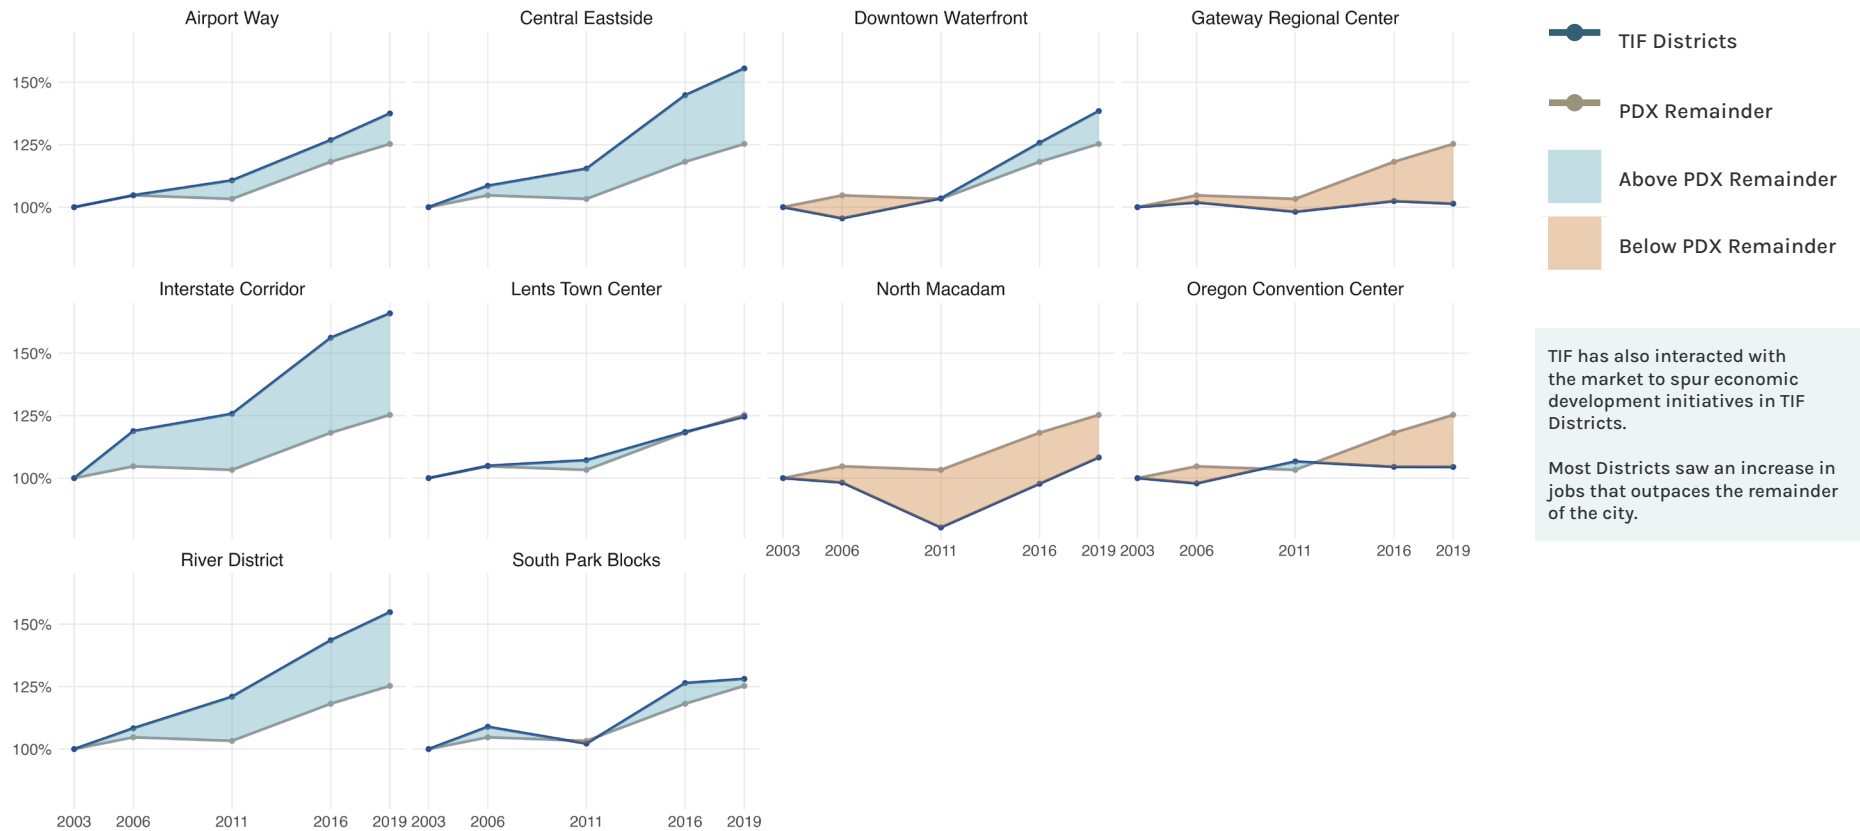 Airport Way
Central Eastside
Downtown Waterfront
Gateway Regional Center
150%
125%
100%
Interstate Corridor
Lents Town Center
North Macadam
Oregon Convention Center
150%
125%
100%
2003 2006 2011 2016 2019
2003 2006 2011 2016 2019
River District
South Park Blocks
150%
125%
100%
2003 2006 2011 2016 2019
2003 2006 2011 2016 2019
TIF Districts
PDX Remainder
Above PDX Remainder
Below PDX Remainder
TIF has also interacted with
the market to spur economic
development initiatives in TIF
Districts.
Most Districts saw an increase in
jobs that outpaces the remainder
of the city.